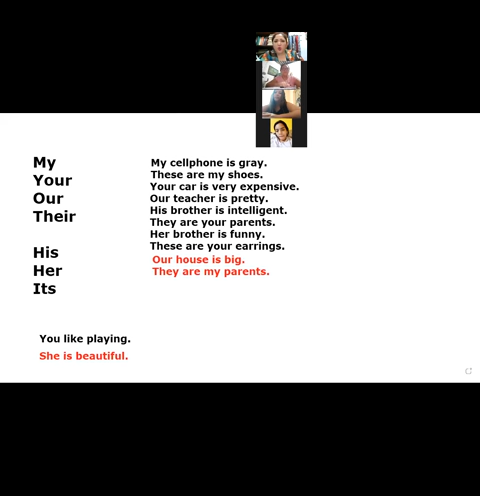 My
Your
Our
Their
His
Her
Its
My cellphone is gray.
These are my shoes.
Your car is very expensive.
Our teacher is pretty.
His brother is intelligent.
They are your parents.
Her brother is funny.
These are your earrings.
Our house is big.
They are my parents.
You like playing.
She is beautiful.